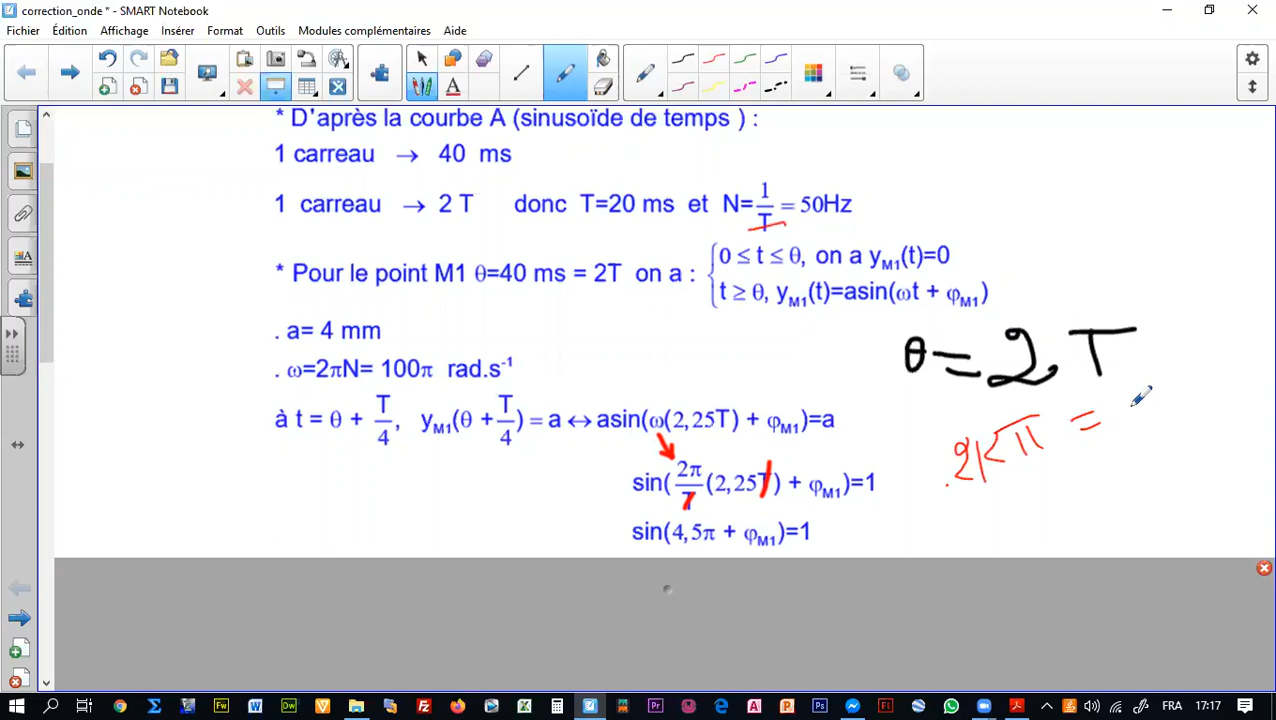 correction_onde * - SMART Notebook
Fichier Édition Affichage Insérer Format Outils Modules complémentaires Aide
* D'après la courbe A (sinusoïde de temps ) :
1 carreau → 40 ms
1 carreau → 2 T donc T=20 ms et N=1/T = 50Hz
* Pour le point M1 θ=40 ms = 2T on a : { 0 ≤ t ≤ θ, on a yM1(t)=0
t ≥ θ, yM1(t)=asin(ωt + φM1)
θ = 2T
. a= 4 mm
. ω=2πN= 100π rad.s-1
à t = θ + T/4, yM1(θ + T/4) = a ↔ asin(ω(2,25T) + φM1)=a
2kπ =
sin(2π/T (2,25T) + φM1)=1
sin(4,5π + φM1)=1
FRA 17:17